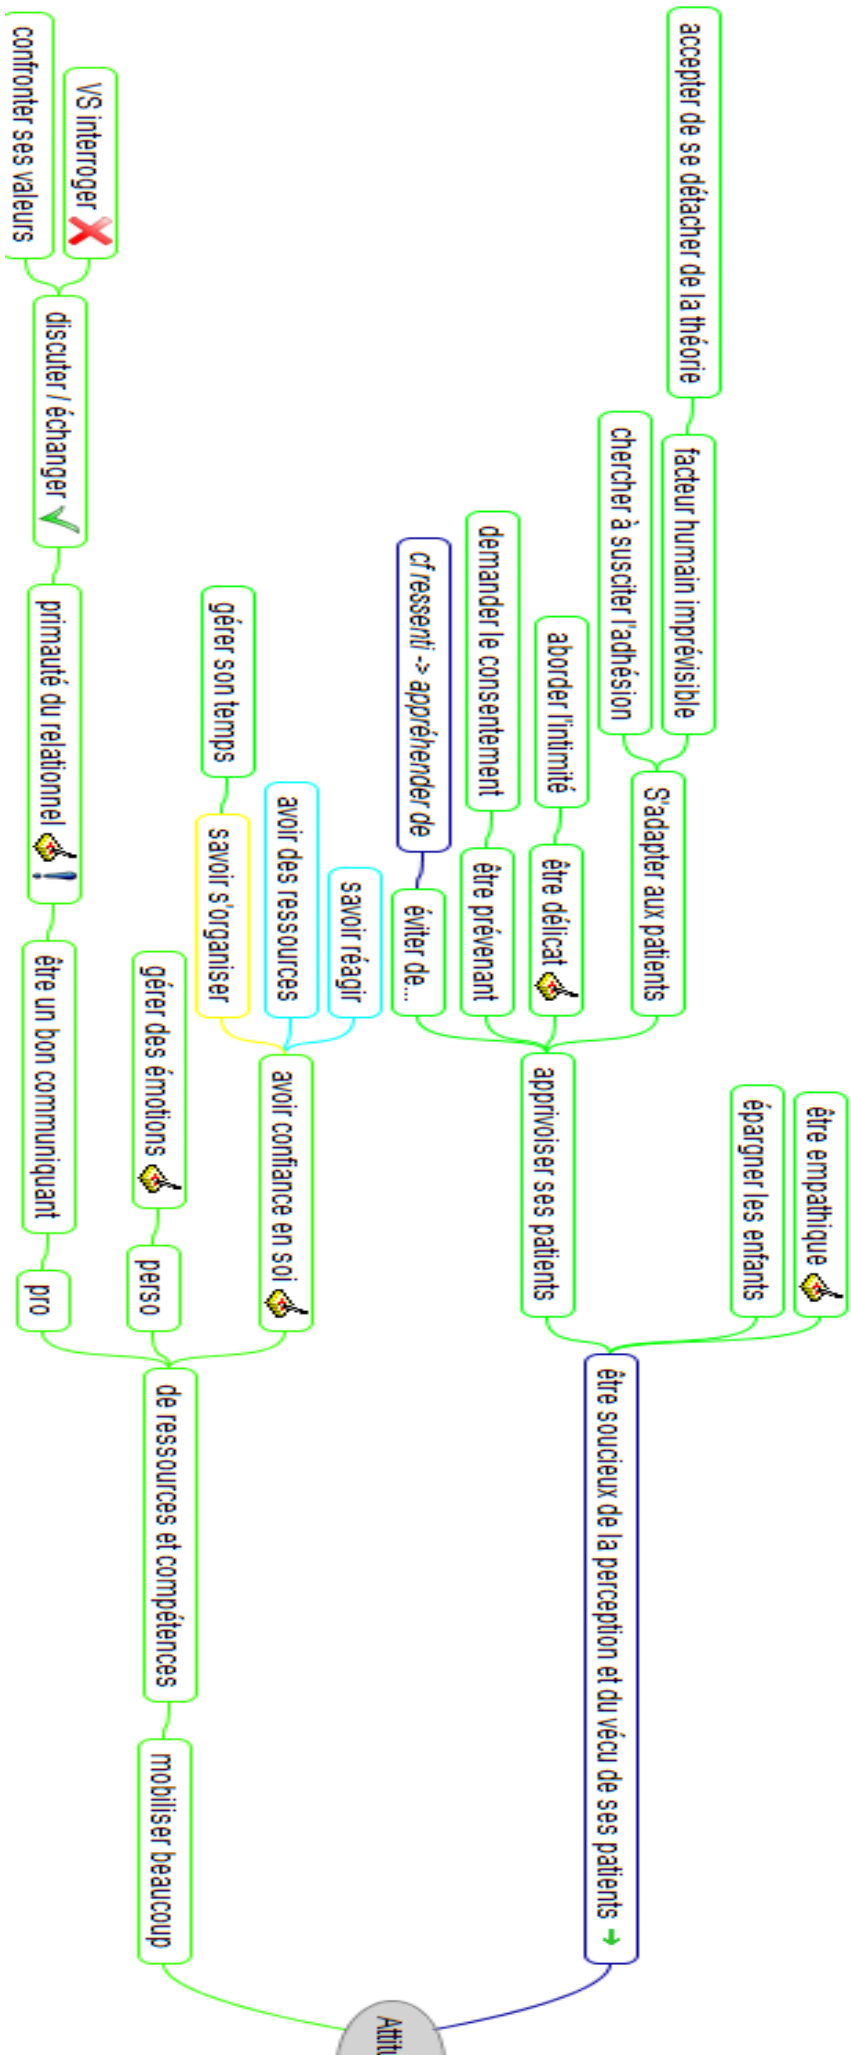 être empathique
épargner les enfants
accepter de se détacher de la théorie
facteur humain imprévisible
chercher à susciter l'adhésion
S'adapter aux patients
aborder l'intimité
être délicat
demander le consentement
être prévenant
cf ressenti -> appréhender de
éviter de...
apprivoiser ses patients
être soucieux de la perception et du vécu de ses patients
savoir réagir
avoir des ressources
gérer son temps
savoir s'organiser
avoir confiance en soi
gérer des émotions
perso
VS interroger
confronter ses valeurs
discuter / échanger
primauté du relationnel
être un bon communiquant
pro
de ressources et compétences
mobiliser beaucoup
Attitu